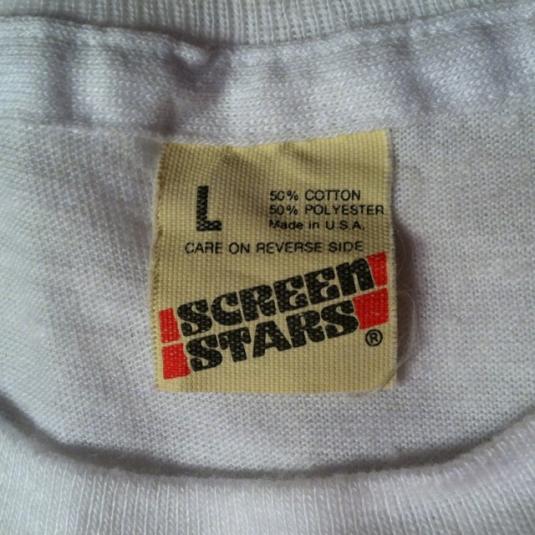 L
50% COTTON
50% POLYESTER
Made in U.S.A.
CARE ON REVERSE SIDE
SCREEN
STARS®